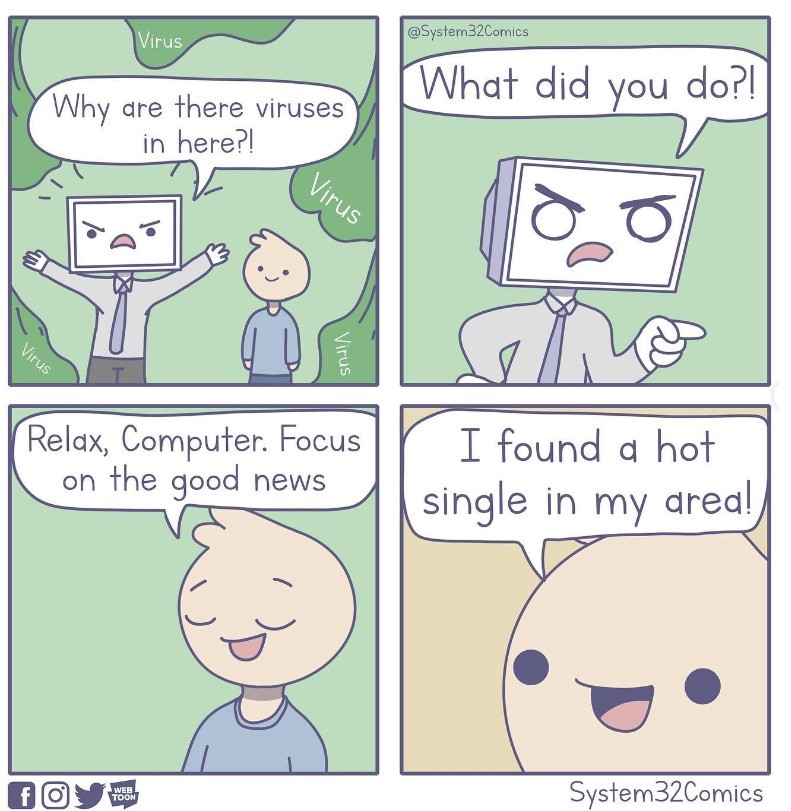 Virus
Why are there viruses
in here?!
Virus
Virus
Virus
@System32Comics
What did you do?!
Relax, Computer. Focus
on the good news
I found a hot
single in my area!
f
WEB
TOON
System32Comics